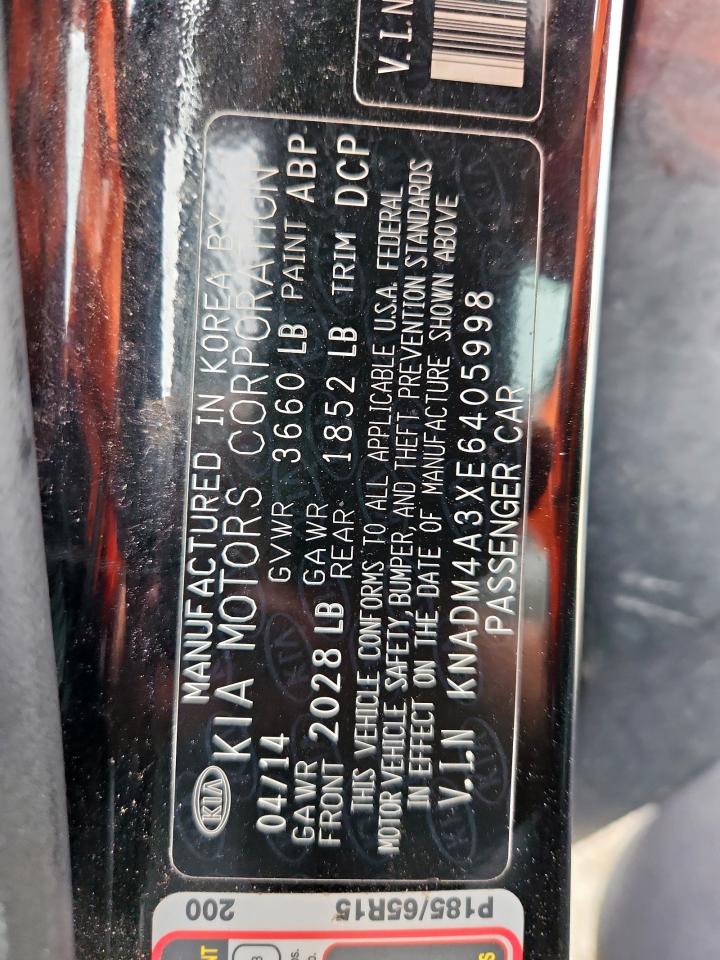 V.I.N
MANUFACTURED IN KOREA BY
KIA KIA MOTORS CORPORATION
04/14 GVWR 3660 LB PAINT ABP
GAWR GAWR
FRONT 2028 LB REAR 1852 LB TRIM DCP
THIS VEHICLE CONFORMS TO ALL APPLICABLE U.S.A. FEDERAL
MOTOR VEHICLE SAFETY, BUMPER, AND THEFT PREVENTION STANDARDS
IN EFFECT ON THE DATE OF MANUFACTURE SHOWN ABOVE
V.I.N KNADM4A3XE6405998
PASSENGER CAR
P185/65R15
200